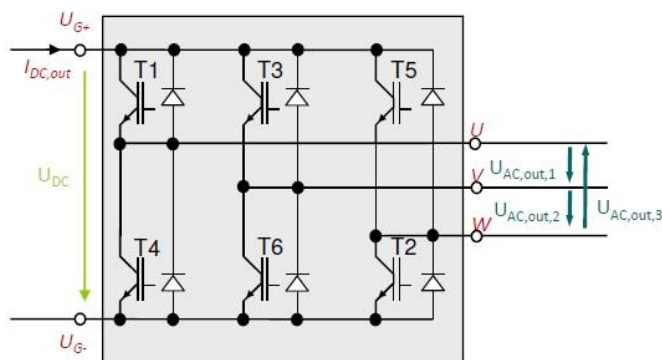 U_G+
I_DC,out
T1
T3
T5
U
U_AC,out,1
U_DC
V
U_AC,out,2
U_AC,out,3
W
T4
T6
T2
U_G-